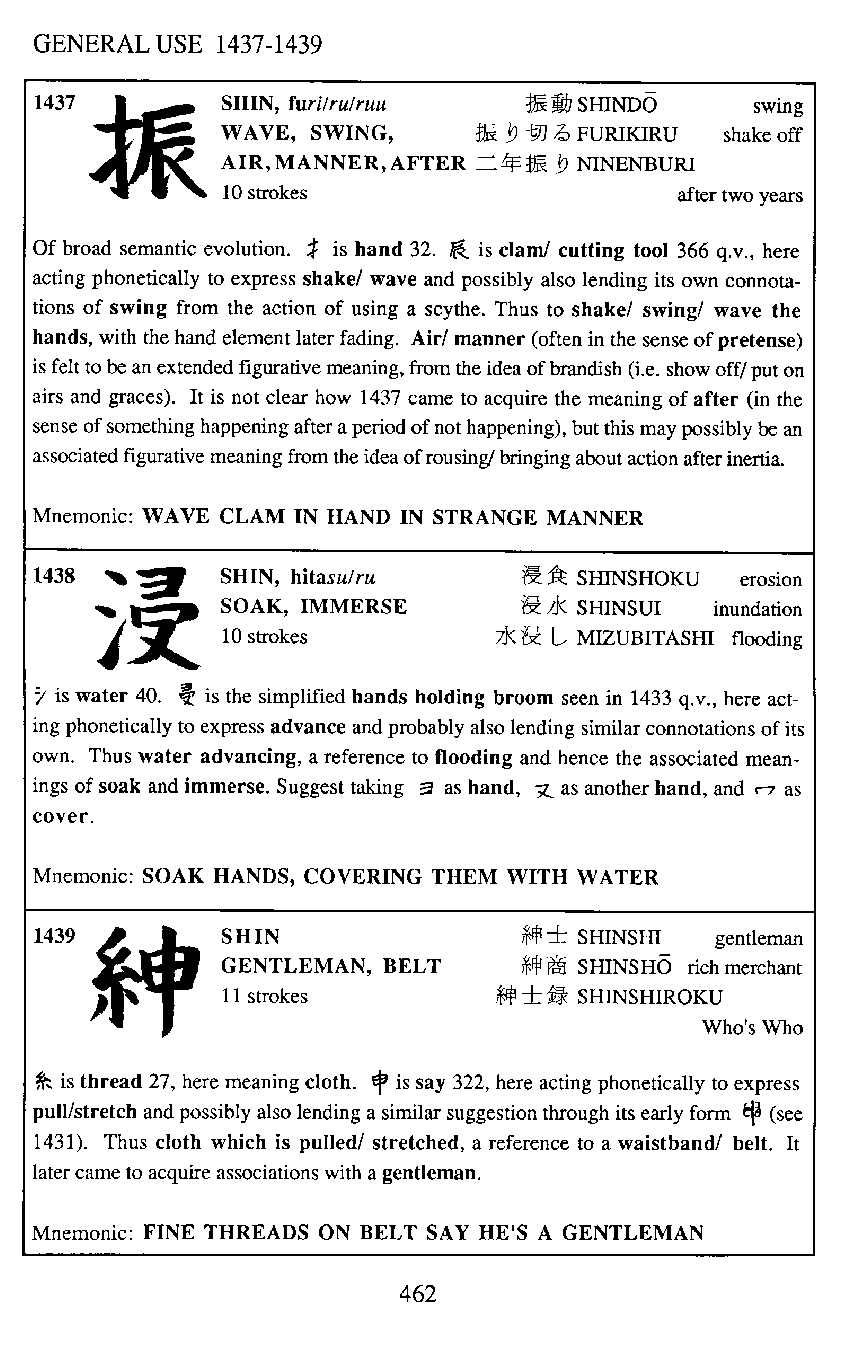 GENERAL USE 1437-1439
1437 振 SHIN, furi/ru/ruu 振動 SHINDŌ swing
WAVE, SWING, 振り切る FURIKIRU shake off
AIR, MANNER, AFTER 二年振り NINENBURI
10 strokes after two years
Of broad semantic evolution. 扌 is hand 32. 辰 is clam/ cutting tool 366 q.v., here
acting phonetically to express shake/ wave and possibly also lending its own connota-
tions of swing from the action of using a scythe. Thus to shake/ swing/ wave the
hands, with the hand element later fading. Air/ manner (often in the sense of pretense)
is felt to be an extended figurative meaning, from the idea of brandish (i.e. show off/ put on
airs and graces). It is not clear how 1437 came to acquire the meaning of after (in the
sense of something happening after a period of not happening), but this may possibly be an
associated figurative meaning from the idea of rousing/ bringing about action after inertia.
Mnemonic: WAVE CLAM IN HAND IN STRANGE MANNER
1438 浸 SHIN, hitasu/ru 浸食 SHINSHOKU erosion
SOAK, IMMERSE 浸水 SHINSUI inundation
10 strokes 水浸し MIZUBITASHI flooding
氵 is water 40. 𠬶 is the simplified hands holding broom seen in 1433 q.v., here act-
ing phonetically to express advance and probably also lending similar connotations of its
own. Thus water advancing, a reference to flooding and hence the associated mean-
ings of soak and immerse. Suggest taking ヨ as hand, 又 as another hand, and 冖 as
cover.
Mnemonic: SOAK HANDS, COVERING THEM WITH WATER
1439 紳 SHIN 紳士 SHINSHI gentleman
GENTLEMAN, BELT 紳商 SHINSHŌ rich merchant
11 strokes 紳士録 SHINSHIROKU
Who's Who
糸 is thread 27, here meaning cloth. 申 is say 322, here acting phonetically to express
pull/stretch and possibly also lending a similar suggestion through its early form (see
1431). Thus cloth which is pulled/ stretched, a reference to a waistband/ belt. It
later came to acquire associations with a gentleman.
Mnemonic: FINE THREADS ON BELT SAY HE'S A GENTLEMAN
462